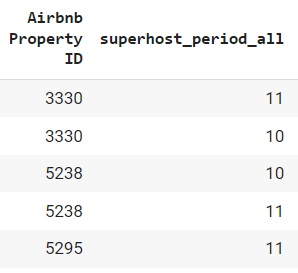 Airbnb
Property superhost_period_all
ID
3330 11
3330 10
5238 10
5238 11
5295 11